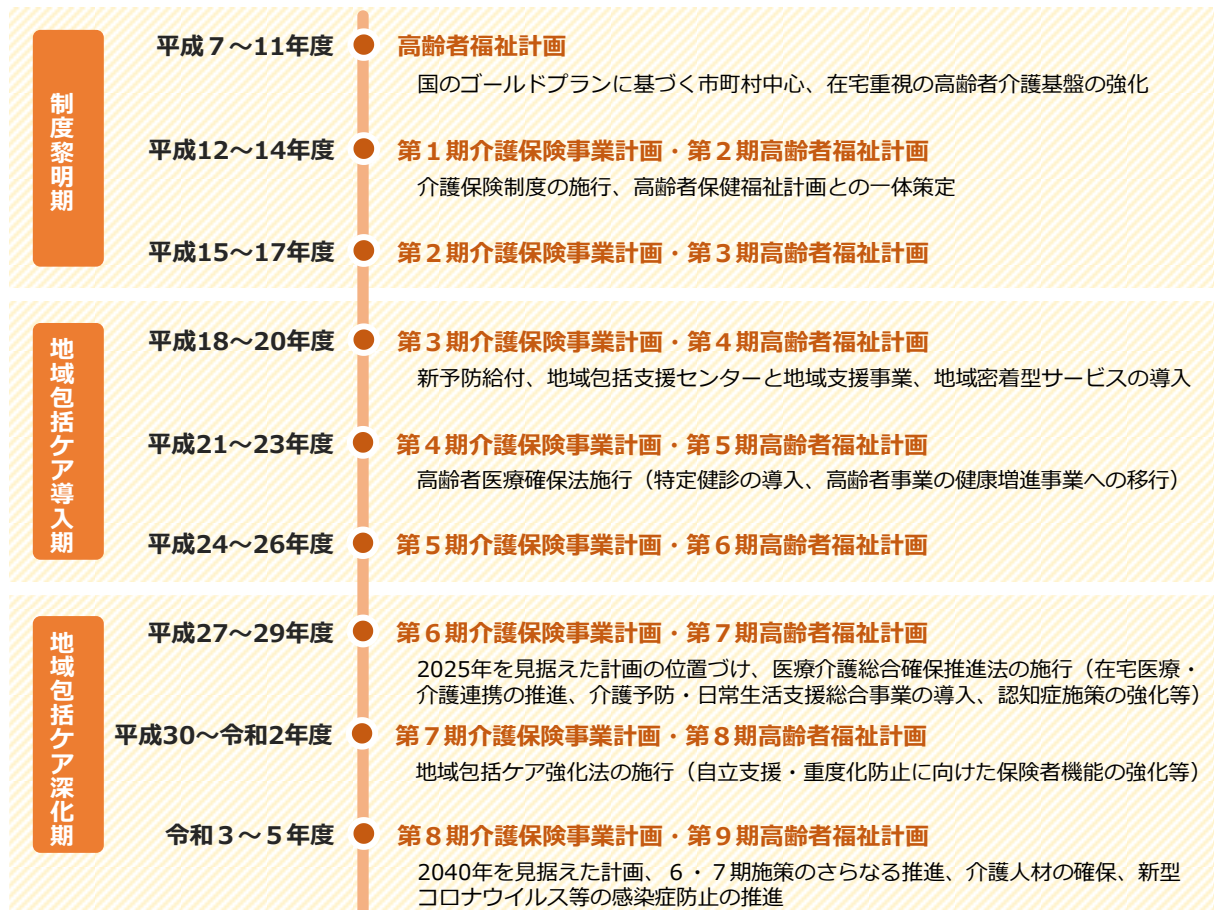 制度黎明期
平成７～11年度
高齢者福祉計画
国のゴールドプランに基づく市町村中心、在宅重視の高齢者介護基盤の強化
平成12～14年度
第１期介護保険事業計画・第２期高齢者福祉計画
介護保険制度の施行、高齢者保健福祉計画との一体策定
平成15～17年度
第２期介護保険事業計画・第３期高齢者福祉計画
地域包括ケア導入期
平成18～20年度
第３期介護保険事業計画・第４期高齢者福祉計画
新予防給付、地域包括支援センターと地域支援事業、地域密着型サービスの導入
平成21～23年度
第４期介護保険事業計画・第５期高齢者福祉計画
高齢者医療確保法施行（特定健診の導入、高齢者事業の健康増進事業への移行）
平成24～26年度
第５期介護保険事業計画・第６期高齢者福祉計画
地域包括ケア深化期
平成27～29年度
第６期介護保険事業計画・第７期高齢者福祉計画
2025年を見据えた計画の位置づけ、医療介護総合確保推進法の施行（在宅医療・
介護連携の推進、介護予防・日常生活支援総合事業の導入、認知症施策の強化等）
平成30～令和2年度
第７期介護保険事業計画・第８期高齢者福祉計画
地域包括ケア強化法の施行（自立支援・重度化防止に向けた保険者機能の強化等）
令和３～５年度
第８期介護保険事業計画・第９期高齢者福祉計画
2040年を見据えた計画、６・７期施策のさらなる推進、介護人材の確保、新型
コロナウイルス等の感染症防止の推進